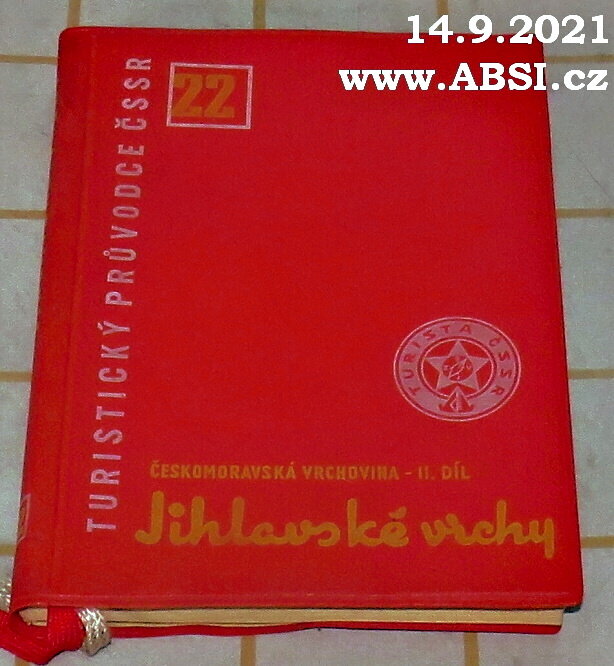 14.9.2021
www.ABSI.cz
22
TURISTICKÝ PRŮVODCE ČSSR
TURISTA ČSSR
ČESKOMORAVSKÁ VRCHOVINA - II. DÍL
Jihlavské vrchy